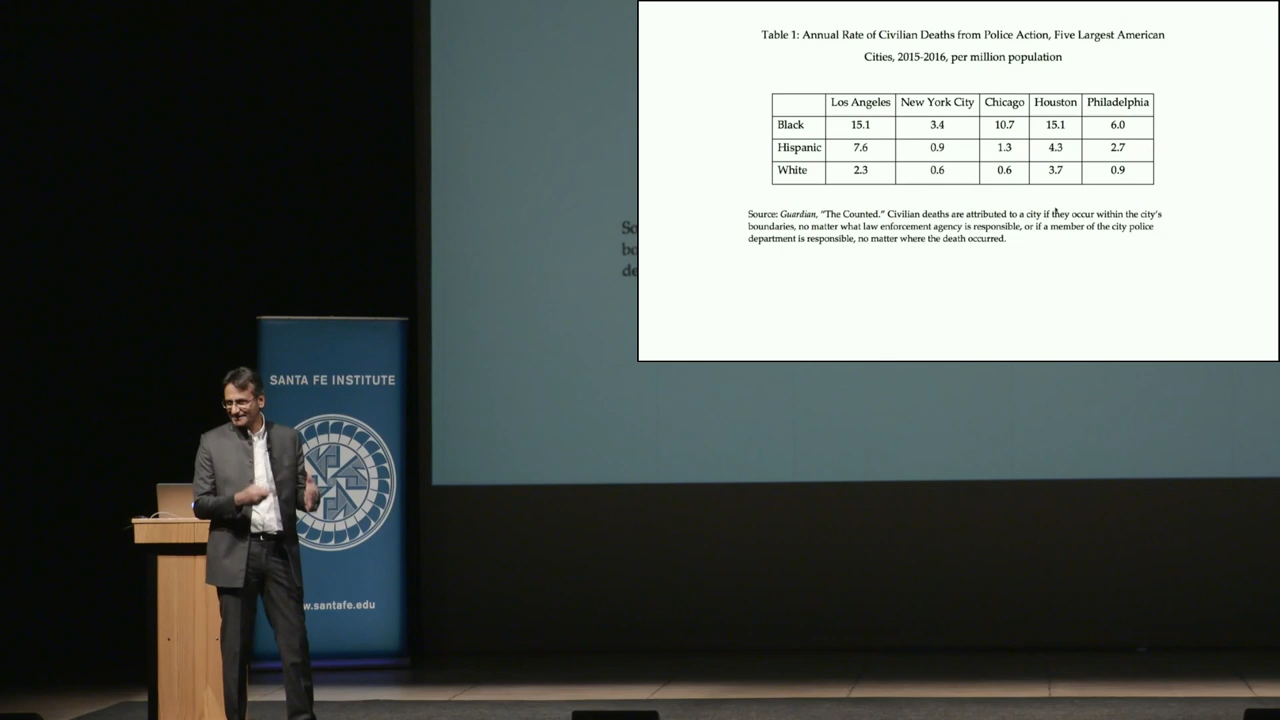 Table 1: Annual Rate of Civilian Deaths from Police Action, Five Largest American
Cities, 2015-2016, per million population
Los Angeles New York City Chicago Houston Philadelphia
Black 15.1 3.4 10.7 15.1 6.0
Hispanic 7.6 0.9 1.3 4.3 2.7
White 2.3 0.6 0.6 3.7 0.9
Source: Guardian, "The Counted." Civilian deaths are attributed to a city if they occur within the city's
boundaries, no matter what law enforcement agency is responsible, or if a member of the city police
department is responsible, no matter where the death occurred.
So
bo
de
SANTA FE INSTITUTE
w.santafe.edu